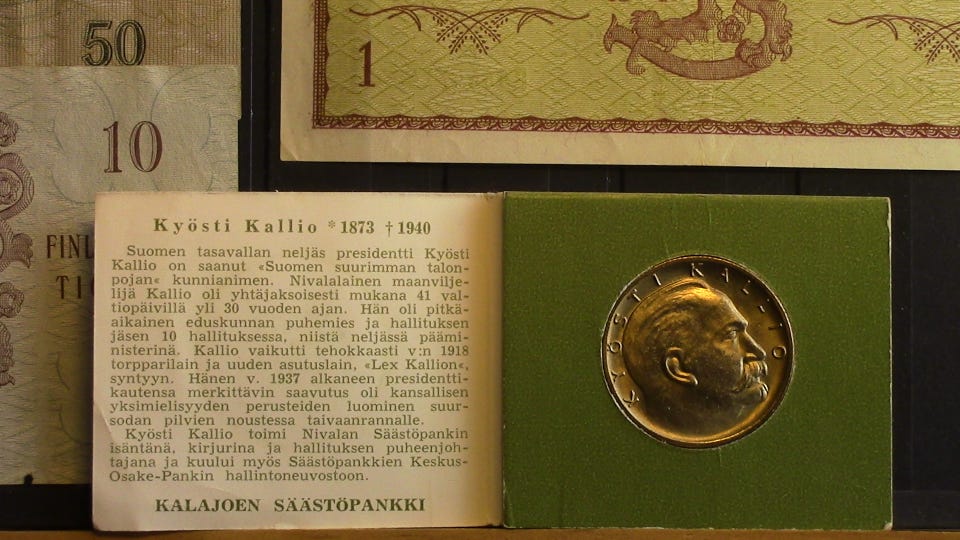 50
10
FINL
1
Kyösti Kallio * 1873 † 1940
Suomen tasavallan neljäs presidentti Kyösti
Kallio on saanut «Suomen suurimman talon-
pojan« kunnianimen. Nivalalainen maanvilje-
lijä Kallio oli yhtäjaksoisesti mukana 41 val-
tiopäivillä yli 30 vuoden ajan. Hän oli pitkä-
aikainen eduskunnan puhemies ja hallituksen
jäsen 10 hallituksessa, niistä neljässä päämi-
nisterinä. Kallio vaikutti tehokkaasti v:n 1918
torpparilain ja uuden asutuslain, «Lex Kallion«,
syntyyn. Hänen v. 1937 alkaneen presidentti-
kautensa merkittävin saavutus oli kansallisen
yksimielisyyden perusteiden luominen suur-
sodan pilvien noustessa taivaanrannalle.
Kyösti Kallio toimi Nivalan Säästöpankin
isäntänä, kirjurina ja hallituksen puheenjoh-
tajana ja kuului myös Säästöpankkien Keskus-
Osake-Pankin hallintoneuvostoon.
KALAJOEN SÄÄSTÖPANKKI
KYÖSTI KALLIO